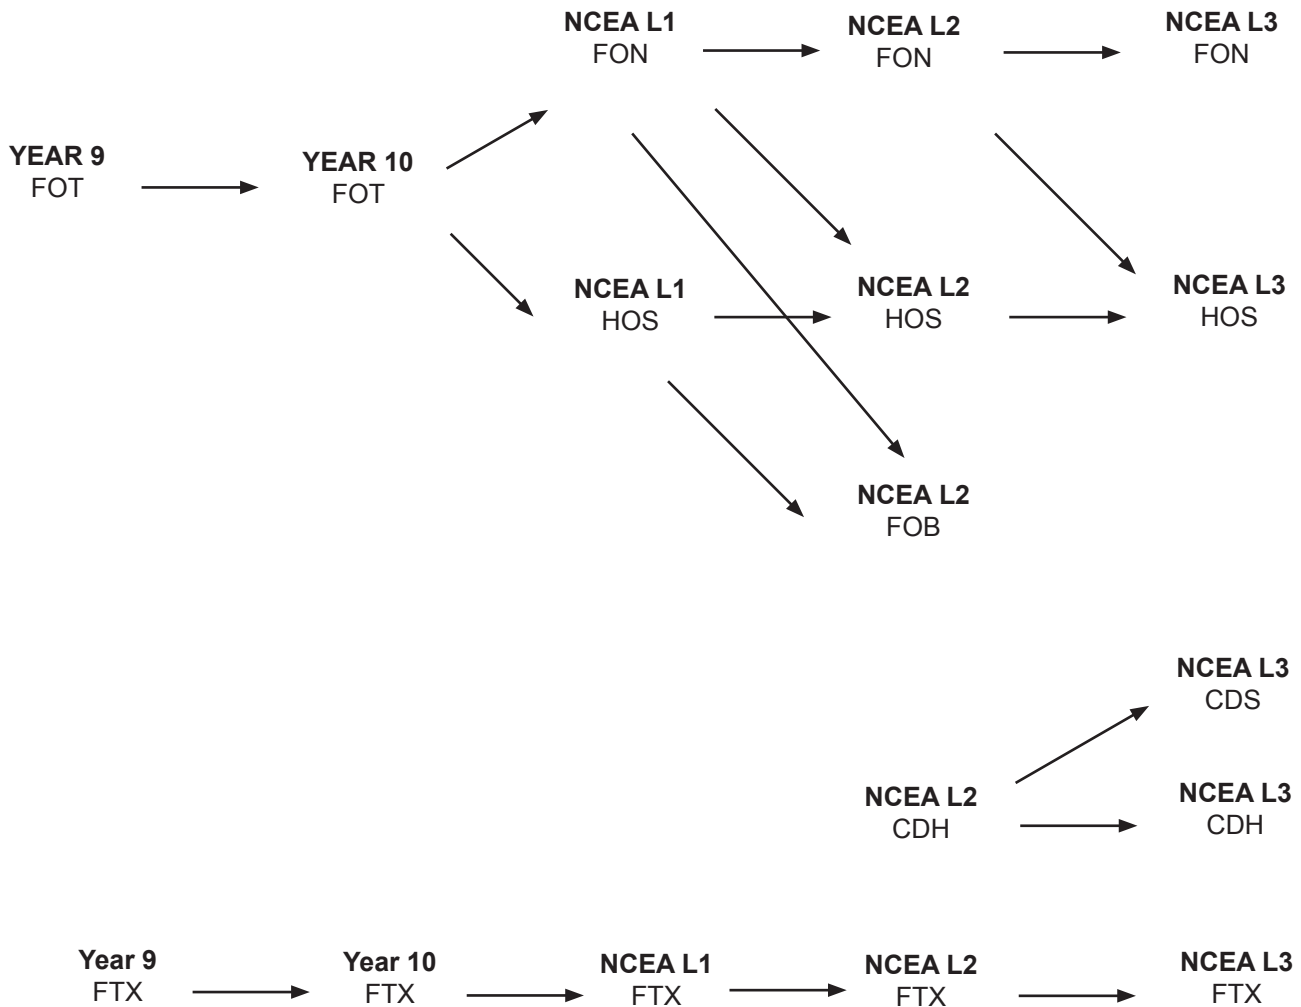 NCEA L1
FON
NCEA L2
FON
NCEA L3
FON
YEAR 9
FOT
YEAR 10
FOT
NCEA L1
HOS
NCEA L2
HOS
NCEA L3
HOS
NCEA L2
FOB
NCEA L3
CDS
NCEA L2
CDH
NCEA L3
CDH
Year 9
FTX
Year 10
FTX
NCEA L1
FTX
NCEA L2
FTX
NCEA L3
FTX